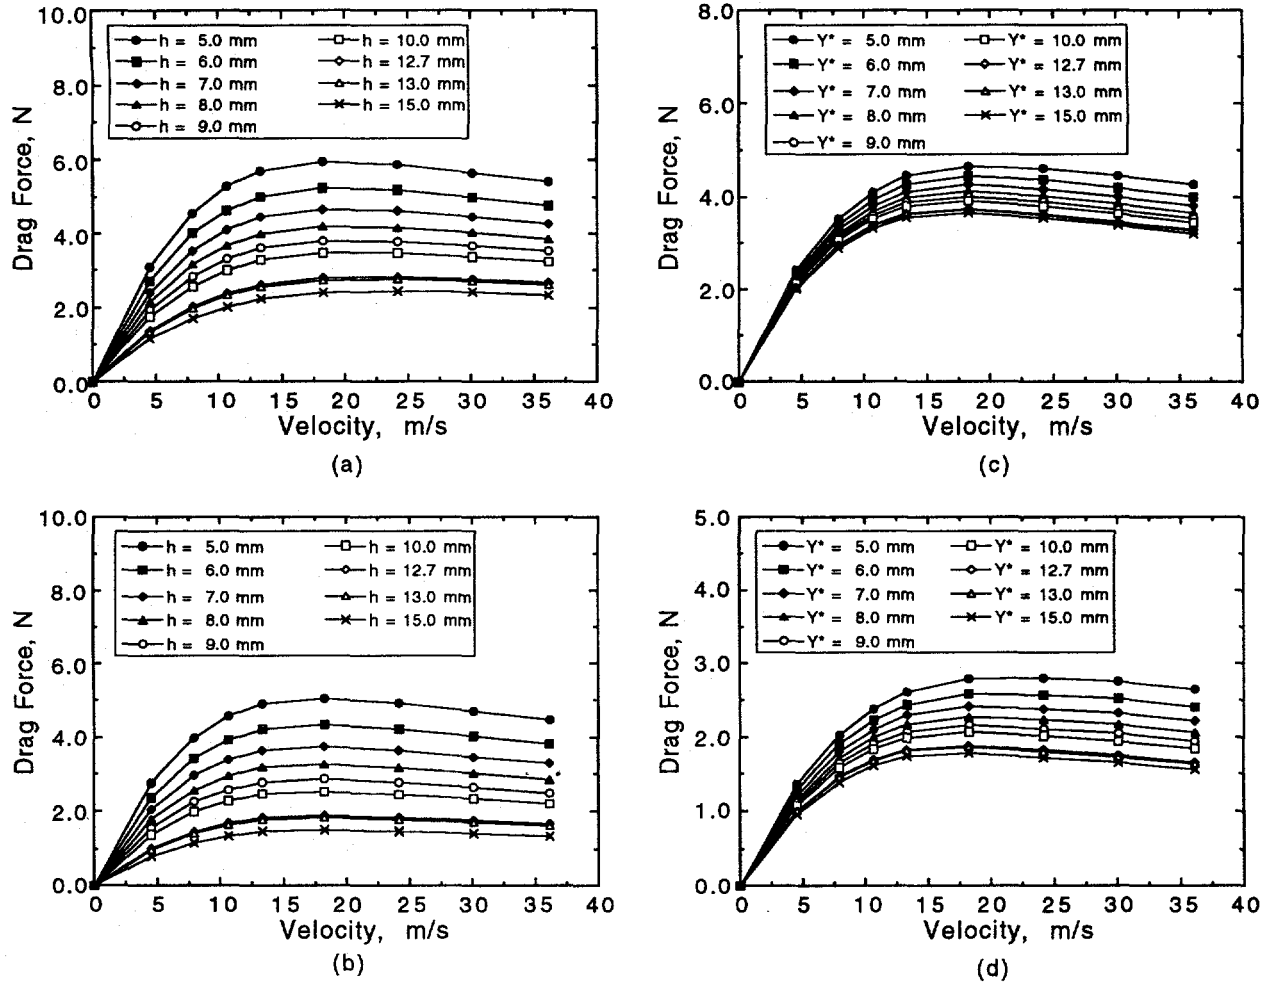 10.0
8.0
6.0
4.0
2.0
0.0
Drag Force, N
h = 5.0 mm
h = 6.0 mm
h = 7.0 mm
h = 8.0 mm
h = 9.0 mm
h = 10.0 mm
h = 12.7 mm
h = 13.0 mm
h = 15.0 mm
0 5 10 15 20 25 30 35 40
Velocity, m/s
(a)
8.0
6.0
4.0
2.0
0.0
Drag Force, N
Y* = 5.0 mm
Y* = 6.0 mm
Y* = 7.0 mm
Y* = 8.0 mm
Y* = 9.0 mm
Y* = 10.0 mm
Y* = 12.7 mm
Y* = 13.0 mm
Y* = 15.0 mm
0 5 10 15 20 25 30 35 40
Velocity, m/s
(c)
10.0
8.0
6.0
4.0
2.0
0.0
Drag Force, N
h = 5.0 mm
h = 6.0 mm
h = 7.0 mm
h = 8.0 mm
h = 9.0 mm
h = 10.0 mm
h = 12.7 mm
h = 13.0 mm
h = 15.0 mm
0 5 10 15 20 25 30 35 40
Velocity, m/s
(b)
5.0
4.0
3.0
2.0
1.0
0.0
Drag Force, N
Y* = 5.0 mm
Y* = 6.0 mm
Y* = 7.0 mm
Y* = 8.0 mm
Y* = 9.0 mm
Y* = 10.0 mm
Y* = 12.7 mm
Y* = 13.0 mm
Y* = 15.0 mm
0 5 10 15 20 25 30 35 40
Velocity, m/s
(d)